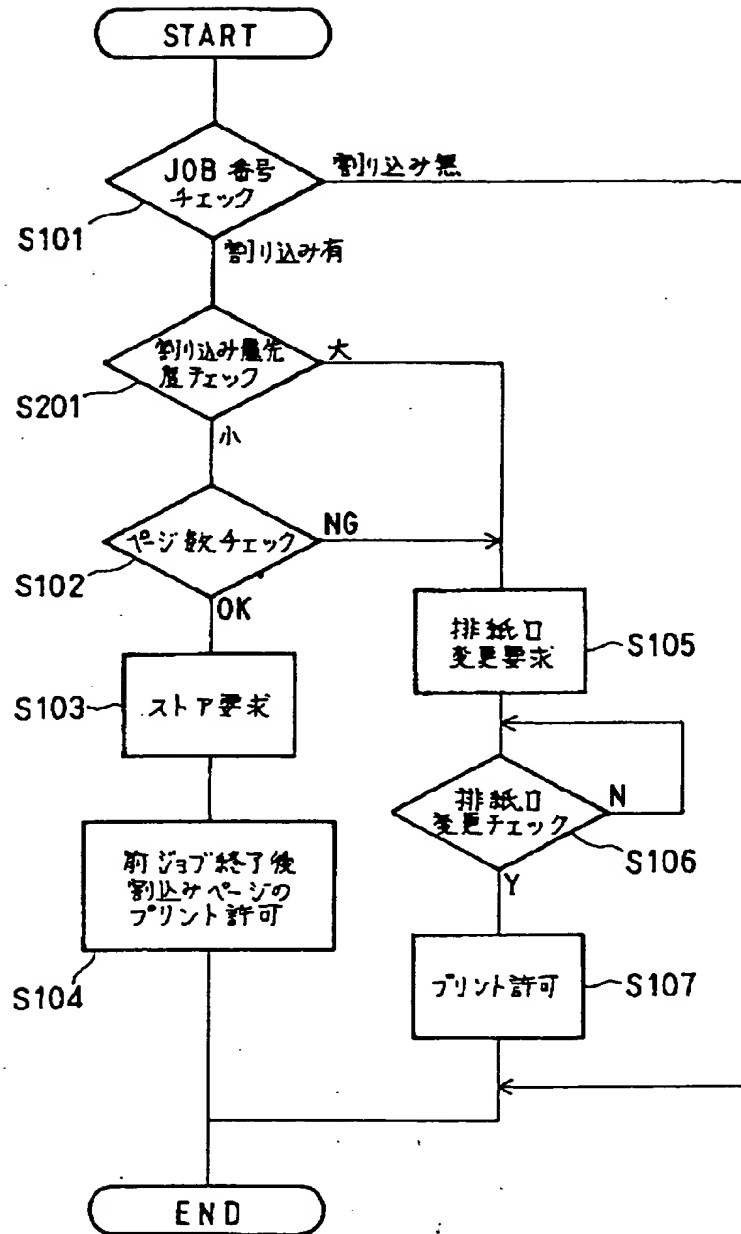 START
JOB 番号
チェック
割り込み無
S101
割り込み有
割り込み優先
度チェック
大
S201
小
ページ数チェック
NG
S102
OK
排紙口
変更要求
S105
S103
ストア要求
排紙口
変更チェック
N
S106
Y
前ジョブ終了後
割込みページの
プリント許可
S104
プリント許可
S107
END